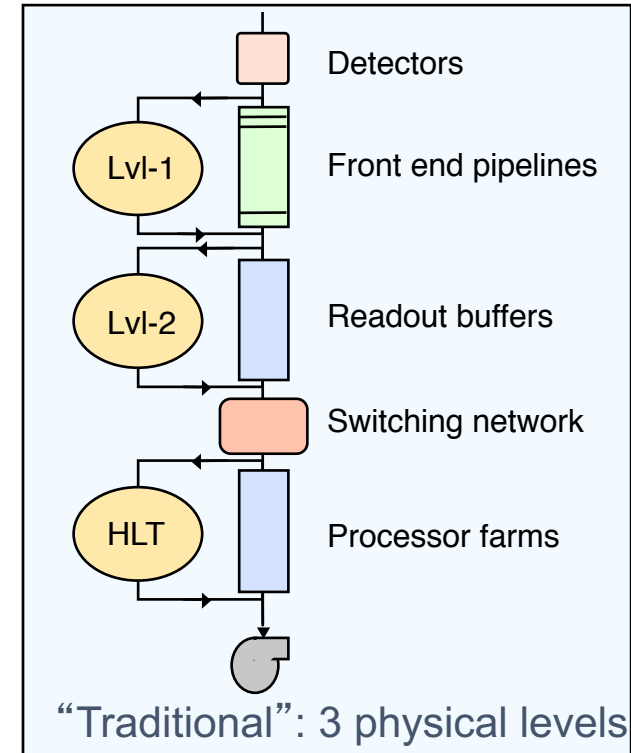 Detectors
Lvl-1
Front end pipelines
Lvl-2
Readout buffers
Switching network
HLT
Processor farms
“Traditional”: 3 physical levels